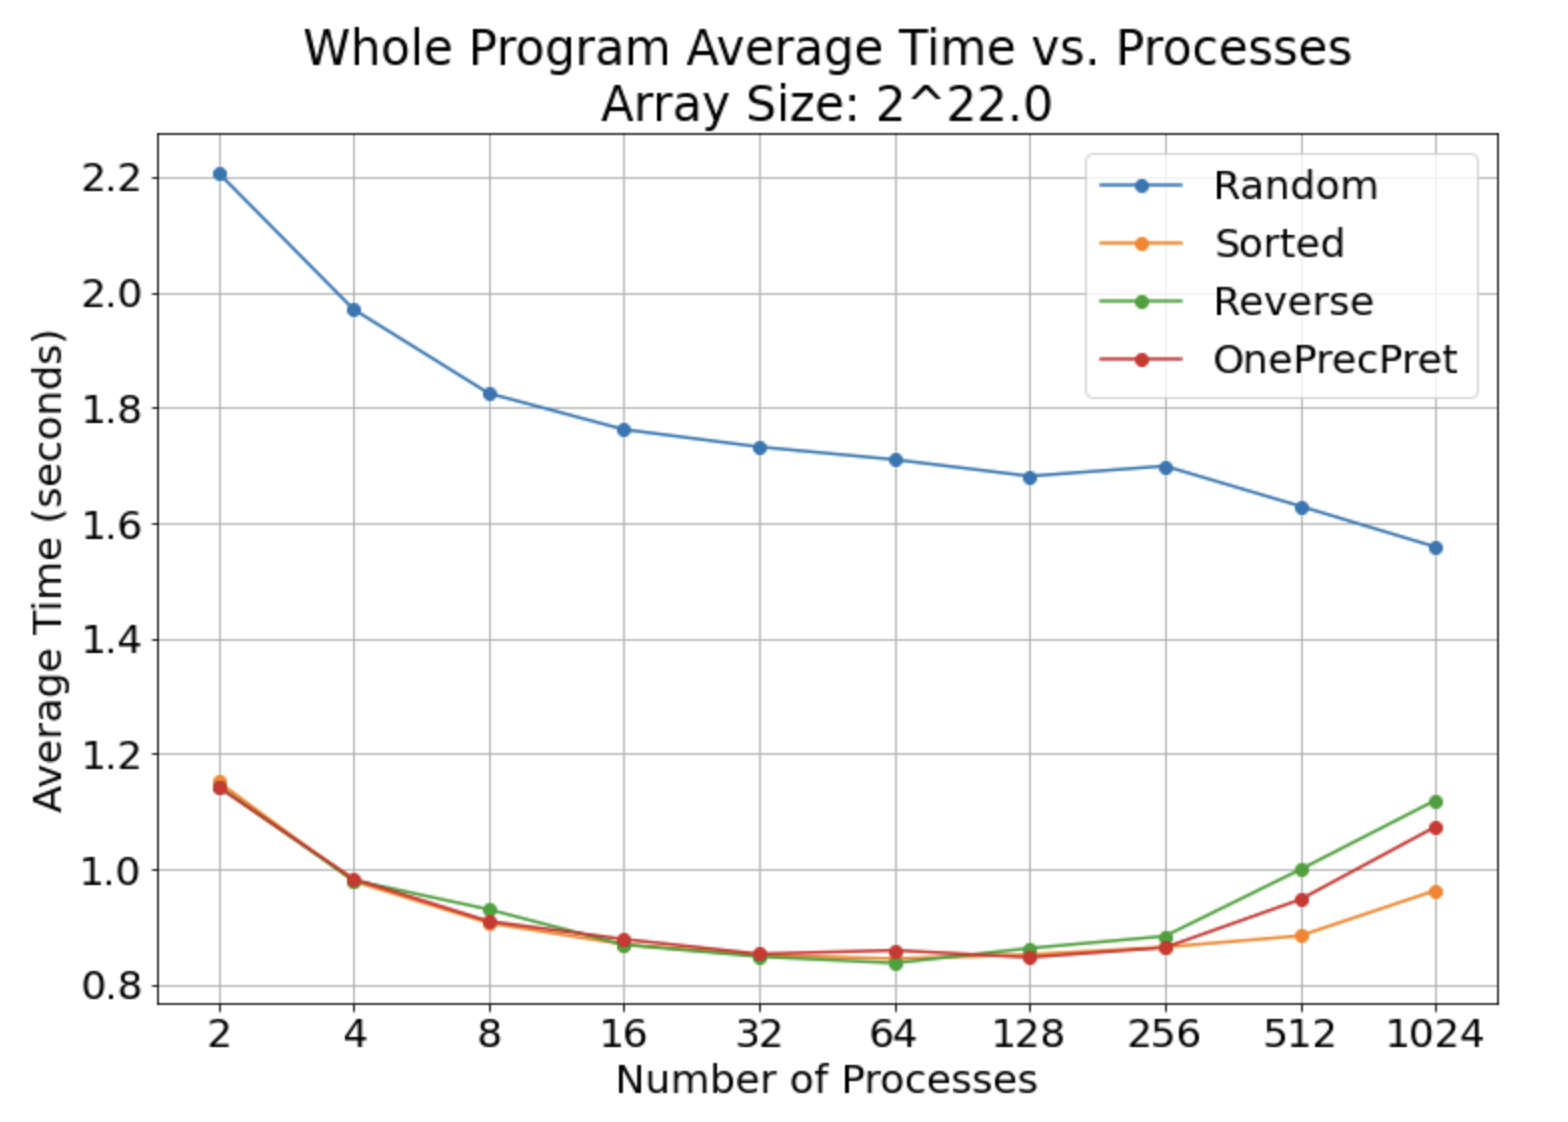 Whole Program Average Time vs. Processes
Array Size: 2^22.0
Random
Sorted
Reverse
OnePrecPret
Average Time (seconds)
2.2
2.0
1.8
1.6
1.4
1.2
1.0
0.8
2 4 8 16 32 64 128 256 512 1024
Number of Processes